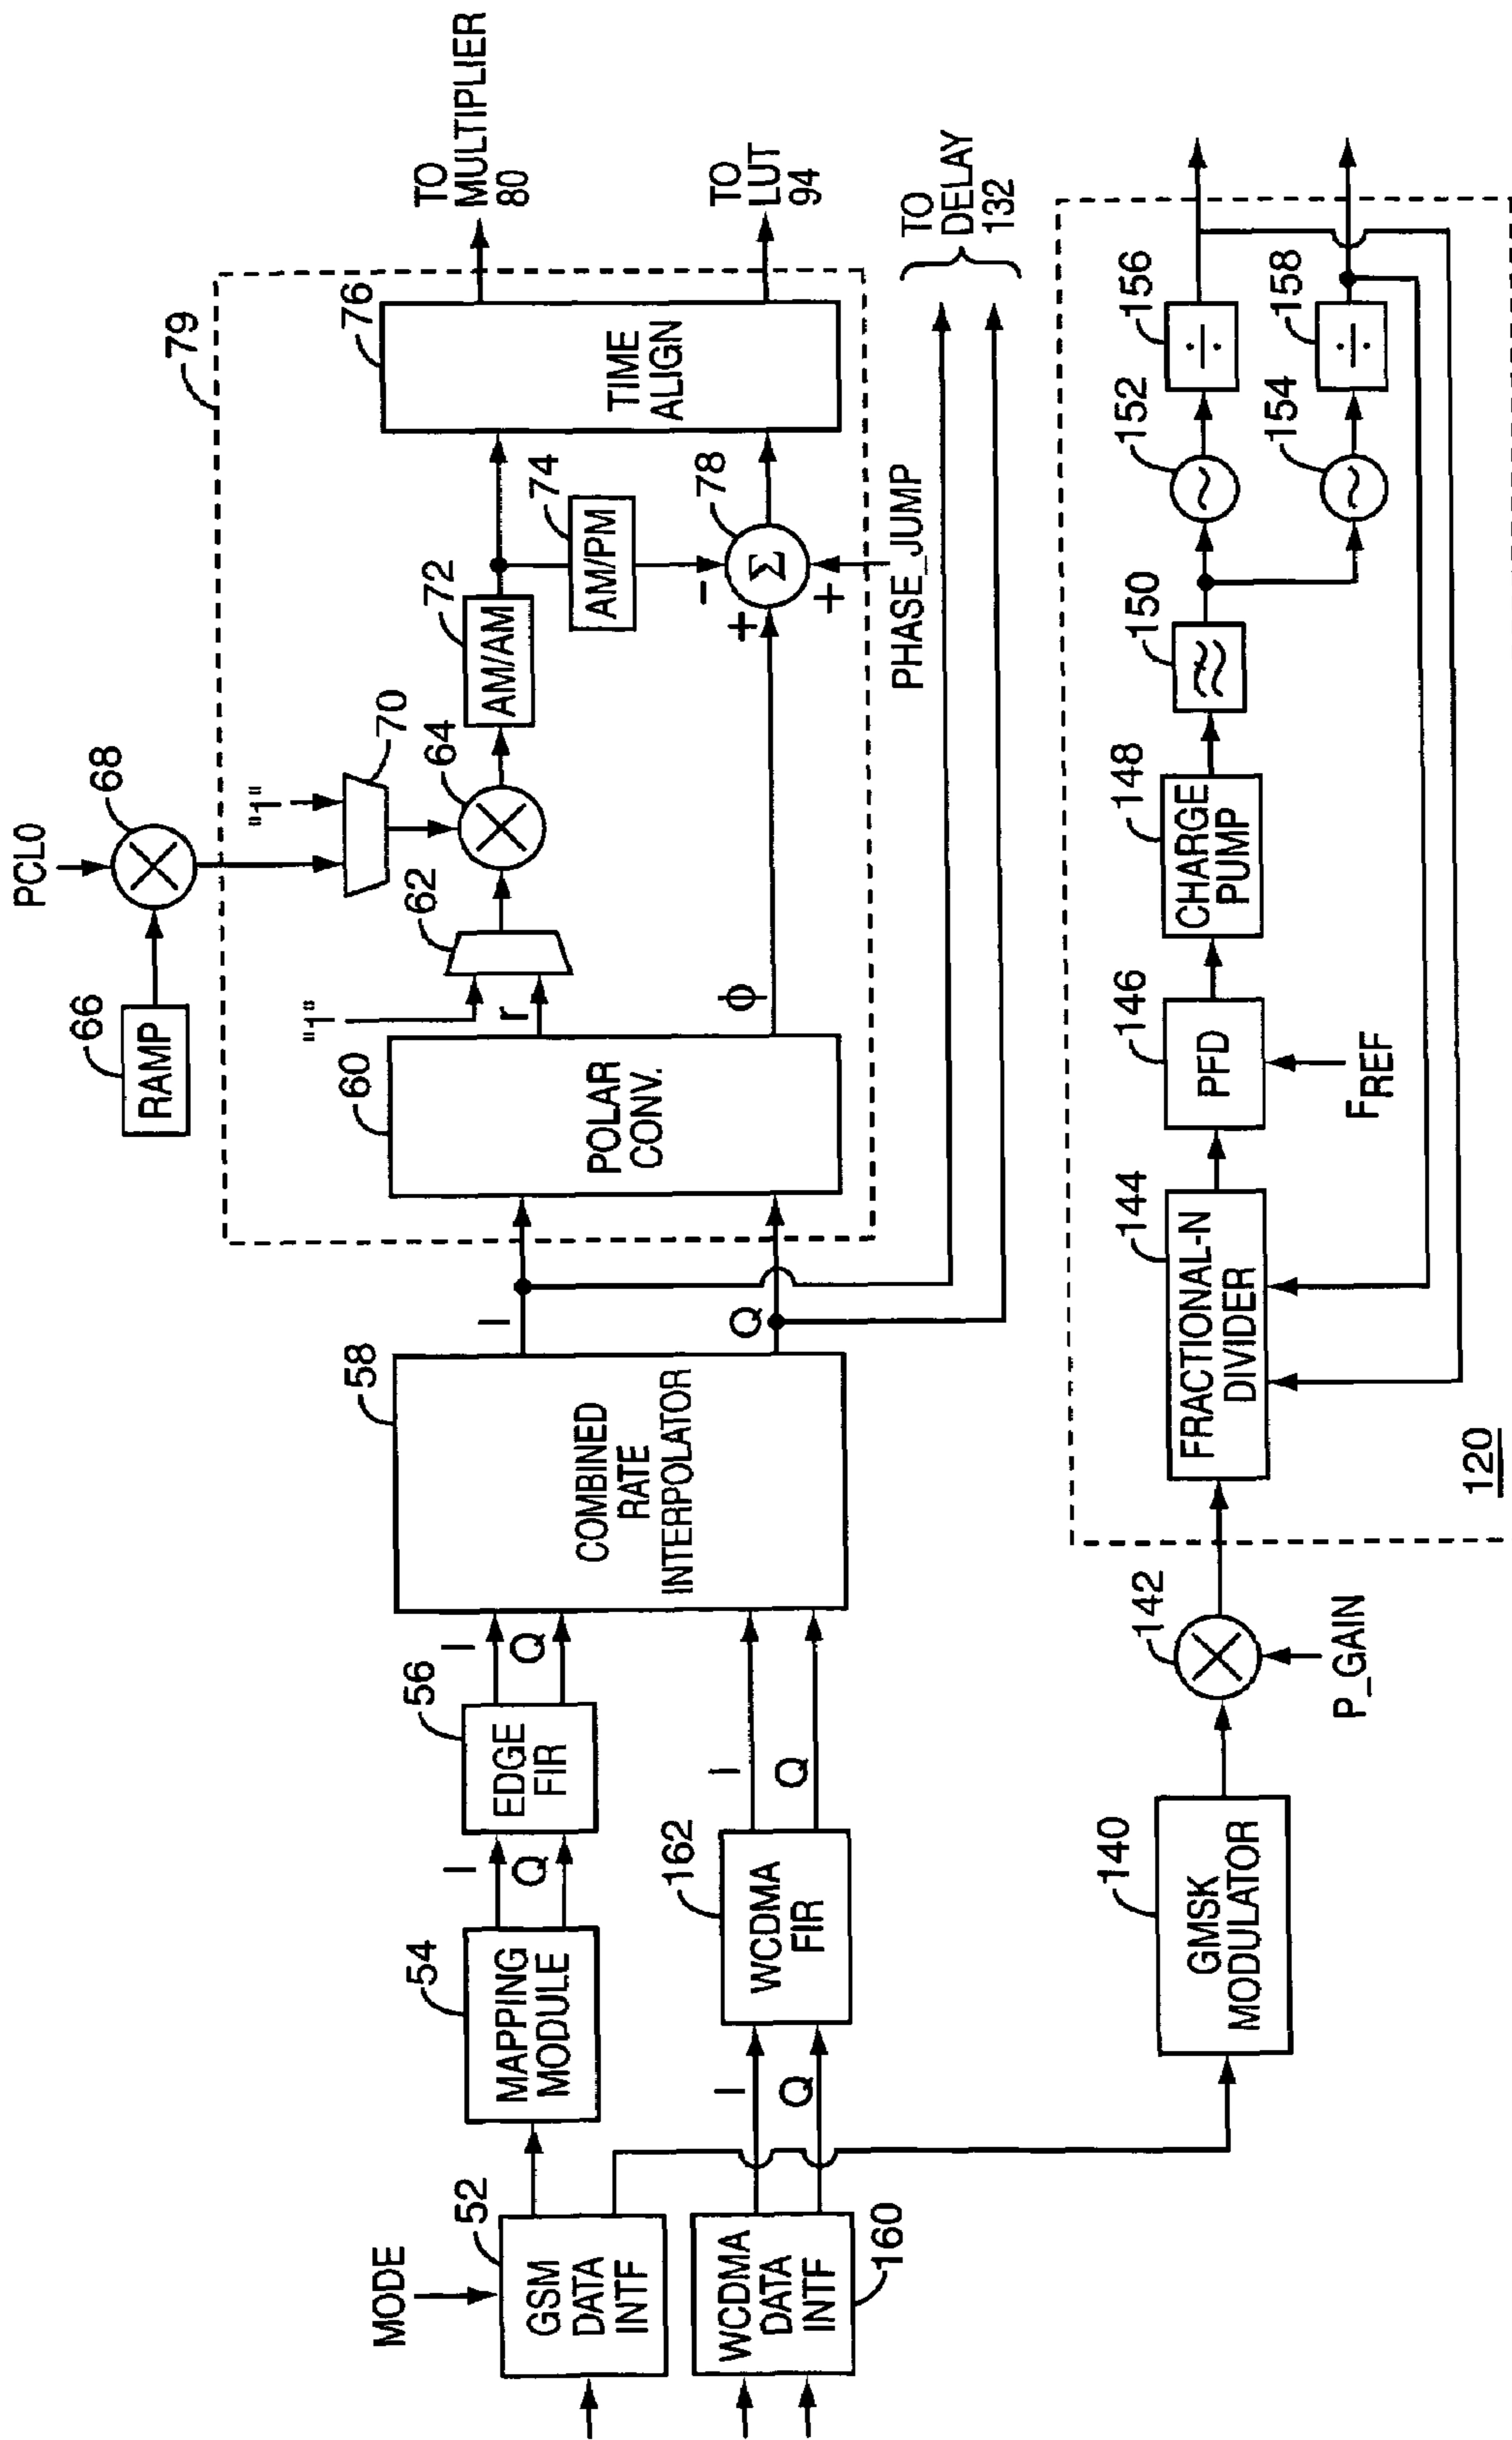 PCL0
66
RAMP
68
79
"1"
70
"1"
62
64
72
AM/AM
74
AM/PM
76
TIME
ALIGN
TO
MULTIPLIER
80
60
POLAR
CONV.
r
ϕ
+
-
+
Σ
78
PHASE_JUMP
TO
LUT
94
TO
DELAY
132
MODE
52
GSM
DATA
INTF
54
MAPPING
MODULE
I
Q
56
EDGE
FIR
I
Q
58
COMBINED
RATE
INTERPOLATOR
I
Q
WCDMA
DATA
INTF
160
I
Q
162
WCDMA
FIR
I
Q
140
GMSK
MODULATOR
142
P_GAIN
144
FRACTIONAL-N
DIVIDER
146
PFD
FREF
148
CHARGE
PUMP
150
152
154
156
÷
158
÷
120